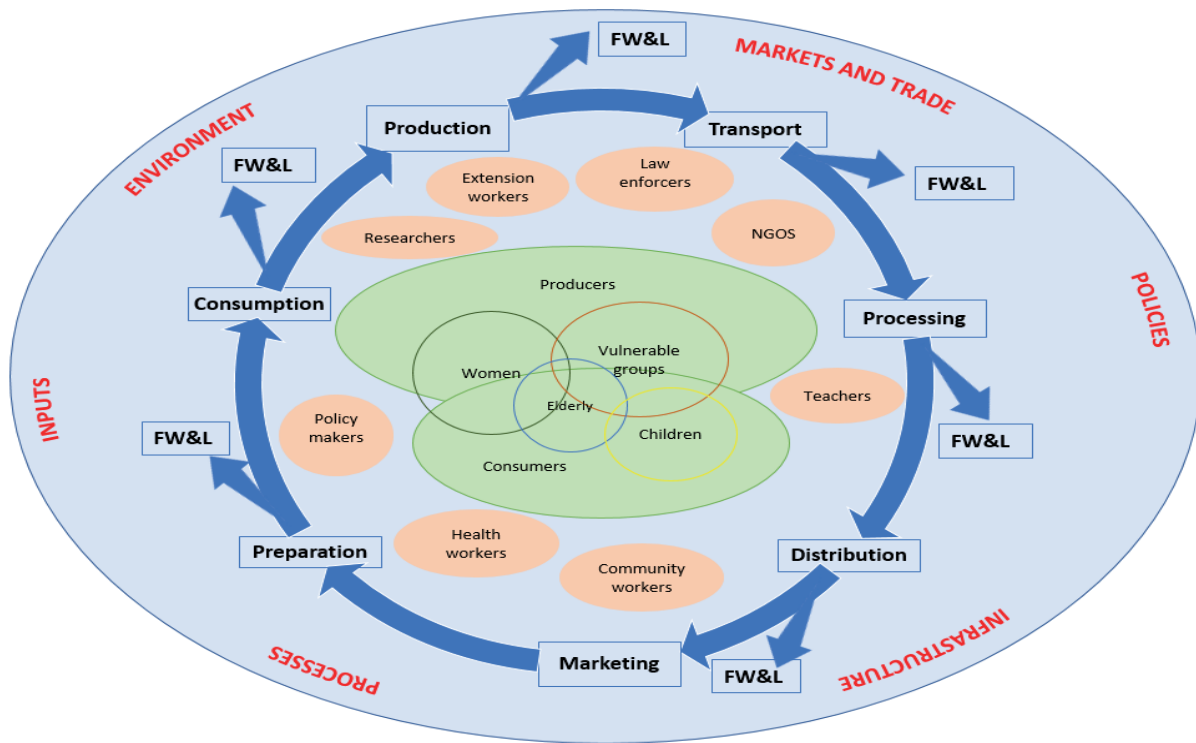 FW&L
MARKETS AND TRADE
ENVIRONMENT
Production
Transport
FW&L
Law
enforcers
FW&L
Extension
workers
NGOS
Researchers
POLICIES
Producers
Consumption
Processing
Vulnerable
groups
Women
INPUTS
Teachers
Elderly
Policy
makers
Children
FW&L
FW&L
Consumers
Health
workers
Preparation
Distribution
Community
workers
INFRASTRUCTURE
Marketing
PROCESSES
FW&L